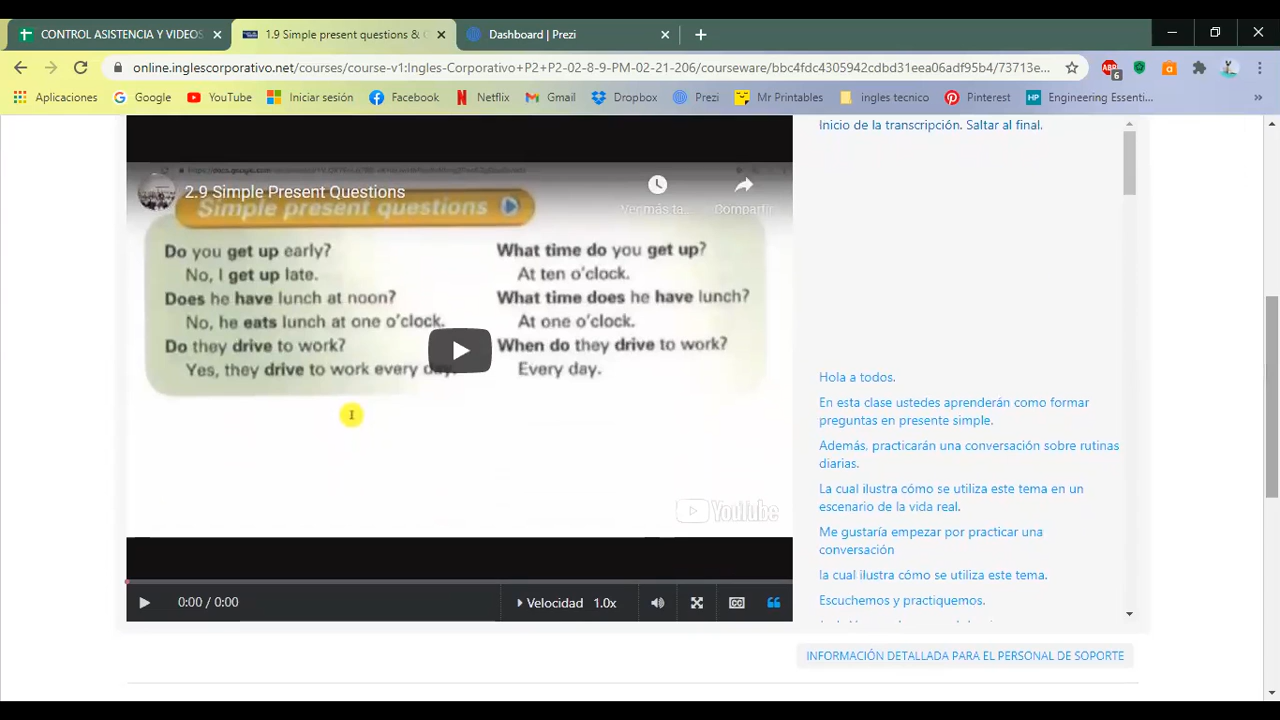 CONTROL ASISTENCIA Y VIDEOS
1.9 Simple present questions &
Dashboard | Prezi
online.inglescorporativo.net/courses/course-v1:Ingles-Corporativo+P2+P2-02-8-9-PM-02-21-206/courseware/bbc4fdc4305942cdbd31eea06adf95b4/73713e...
ABP
6
Aplicaciones
Google
YouTube
Iniciar sesión
Facebook
Netflix
Gmail
Dropbox
Prezi
Mr Printables
ingles tecnico
Pinterest
HP
Engineering Essenti...
2.9 Simple Present Questions
Ver más ta...
Compartir
Simple present questions
Do you get up early?
No, I get up late.
Does he have lunch at noon?
No, he eats lunch at one o'clock.
Do they drive to work?
Yes, they drive to work every day.
What time do you get up?
At ten o'clock.
What time does he have lunch?
At one o'clock.
When do they drive to work?
Every day.
YouTube
0:00 / 0:00
Velocidad 1.0x
CC
Inicio de la transcripción. Saltar al final.
Hola a todos.
En esta clase ustedes aprenderán como formar
preguntas en presente simple.
Además, practicarán una conversación sobre rutinas
diarias.
La cual ilustra cómo se utiliza este tema en un
escenario de la vida real.
Me gustaría empezar por practicar una
conversación
la cual ilustra cómo se utiliza este tema.
Escuchemos y practiquemos.
INFORMACIÓN DETALLADA PARA EL PERSONAL DE SOPORTE